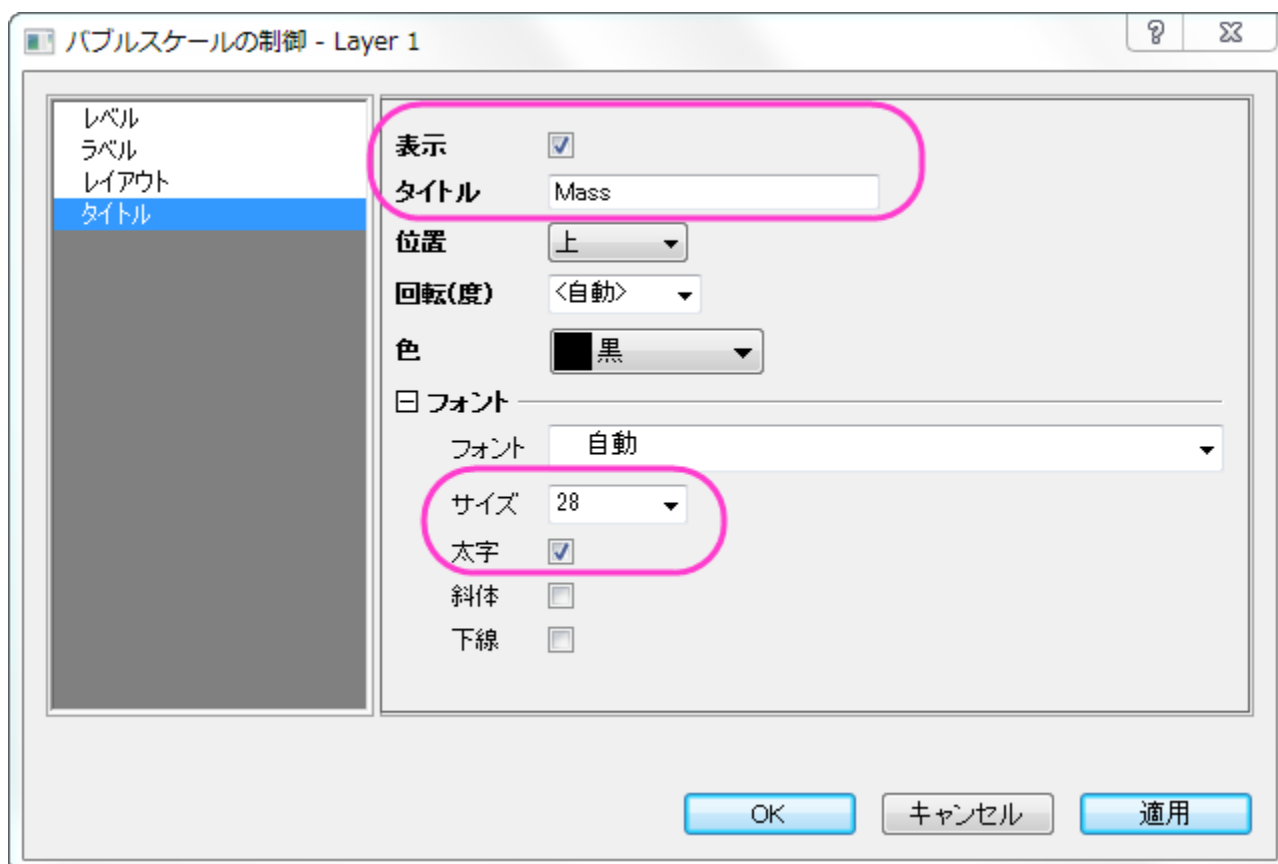 バブルスケールの制御 - Layer 1
レベル
ラベル
レイアウト
タイトル
表示
タイトル Mass
位置 上
回転(度) <自動>
色 黒
フォント
フォント 自動
サイズ 28
太字
斜体
下線
OK キャンセル 適用